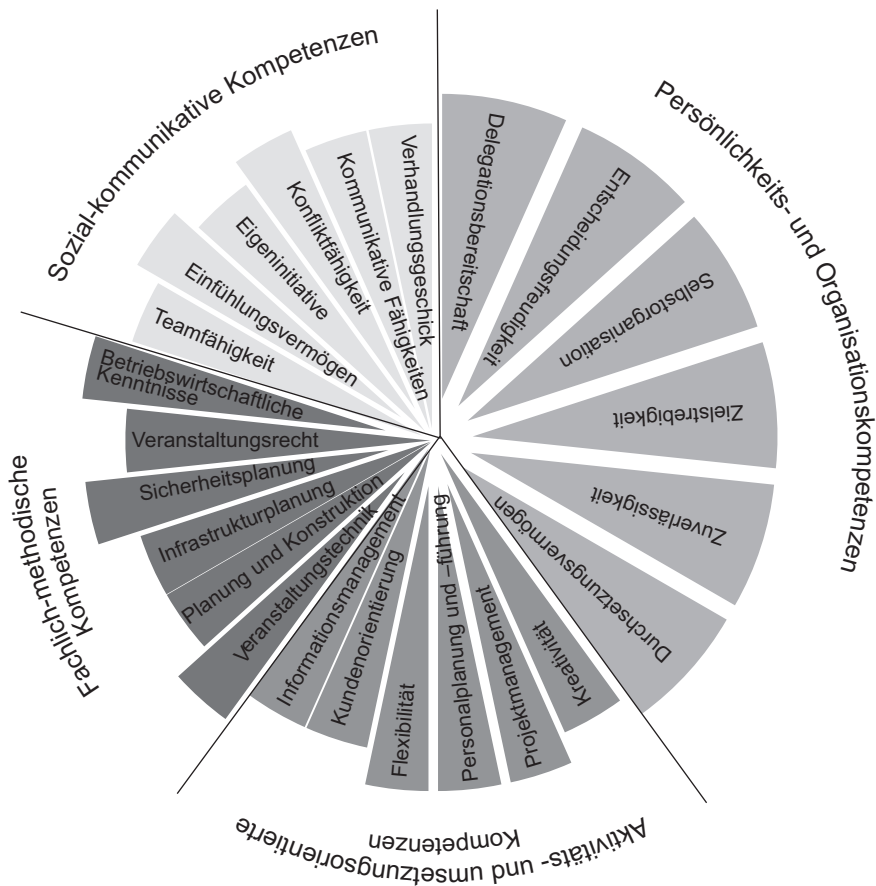 Sozial-kommunikative Kompetenzen
Teamfähigkeit
Einfühlungsvermögen
Eigeninitiative
Konfliktfähigkeit
Kommunikative Fähigkeiten
Verhandlungsgeschick
Persönlichkeits- und Organisationskompetenzen
Delegationsbereitschaft
Entscheidungsfreudigkeit
Selbstorganisation
Zielstrebigkeit
Zuverlässigkeit
Durchsetzungsvermögen
Aktivitäts- und umsetzungsorientierte
Kompetenzen
Kreativität
Projektmanagement
Personalplanung und –führung
Flexibilität
Kundenorientierung
Informationsmanagement
Fachlich-methodische
Kompetenzen
Veranstaltungstechnik
Planung und Konstruktion
Infrastrukturplanung
Sicherheitsplanung
Veranstaltungsrecht
Betriebswirtschaftliche
Kenntnisse